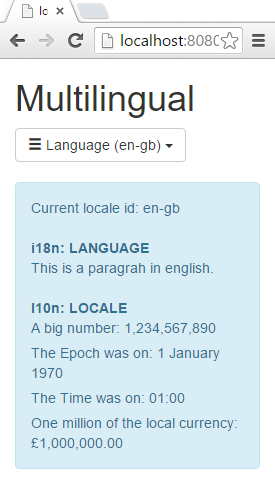 lc
localhost:8080
Multilingual
Language (en-gb)
Current locale id: en-gb
i18n: LANGUAGE
This is a paragrah in english.
l10n: LOCALE
A big number: 1,234,567,890
The Epoch was on: 1 January
1970
The Time was on: 01:00
One million of the local currency:
£1,000,000.00